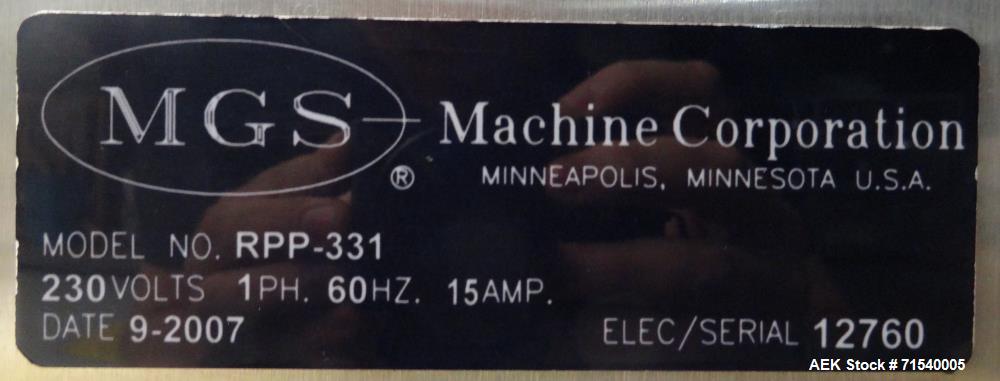 MGS ®
Machine Corporation
MINNEAPOLIS, MINNESOTA U.S.A.
MODEL NO. RPP-331
230 VOLTS 1 PH. 60 HZ. 15 AMP.
DATE 9-2007
ELEC/SERIAL 12760
AEK Stock # 71540005